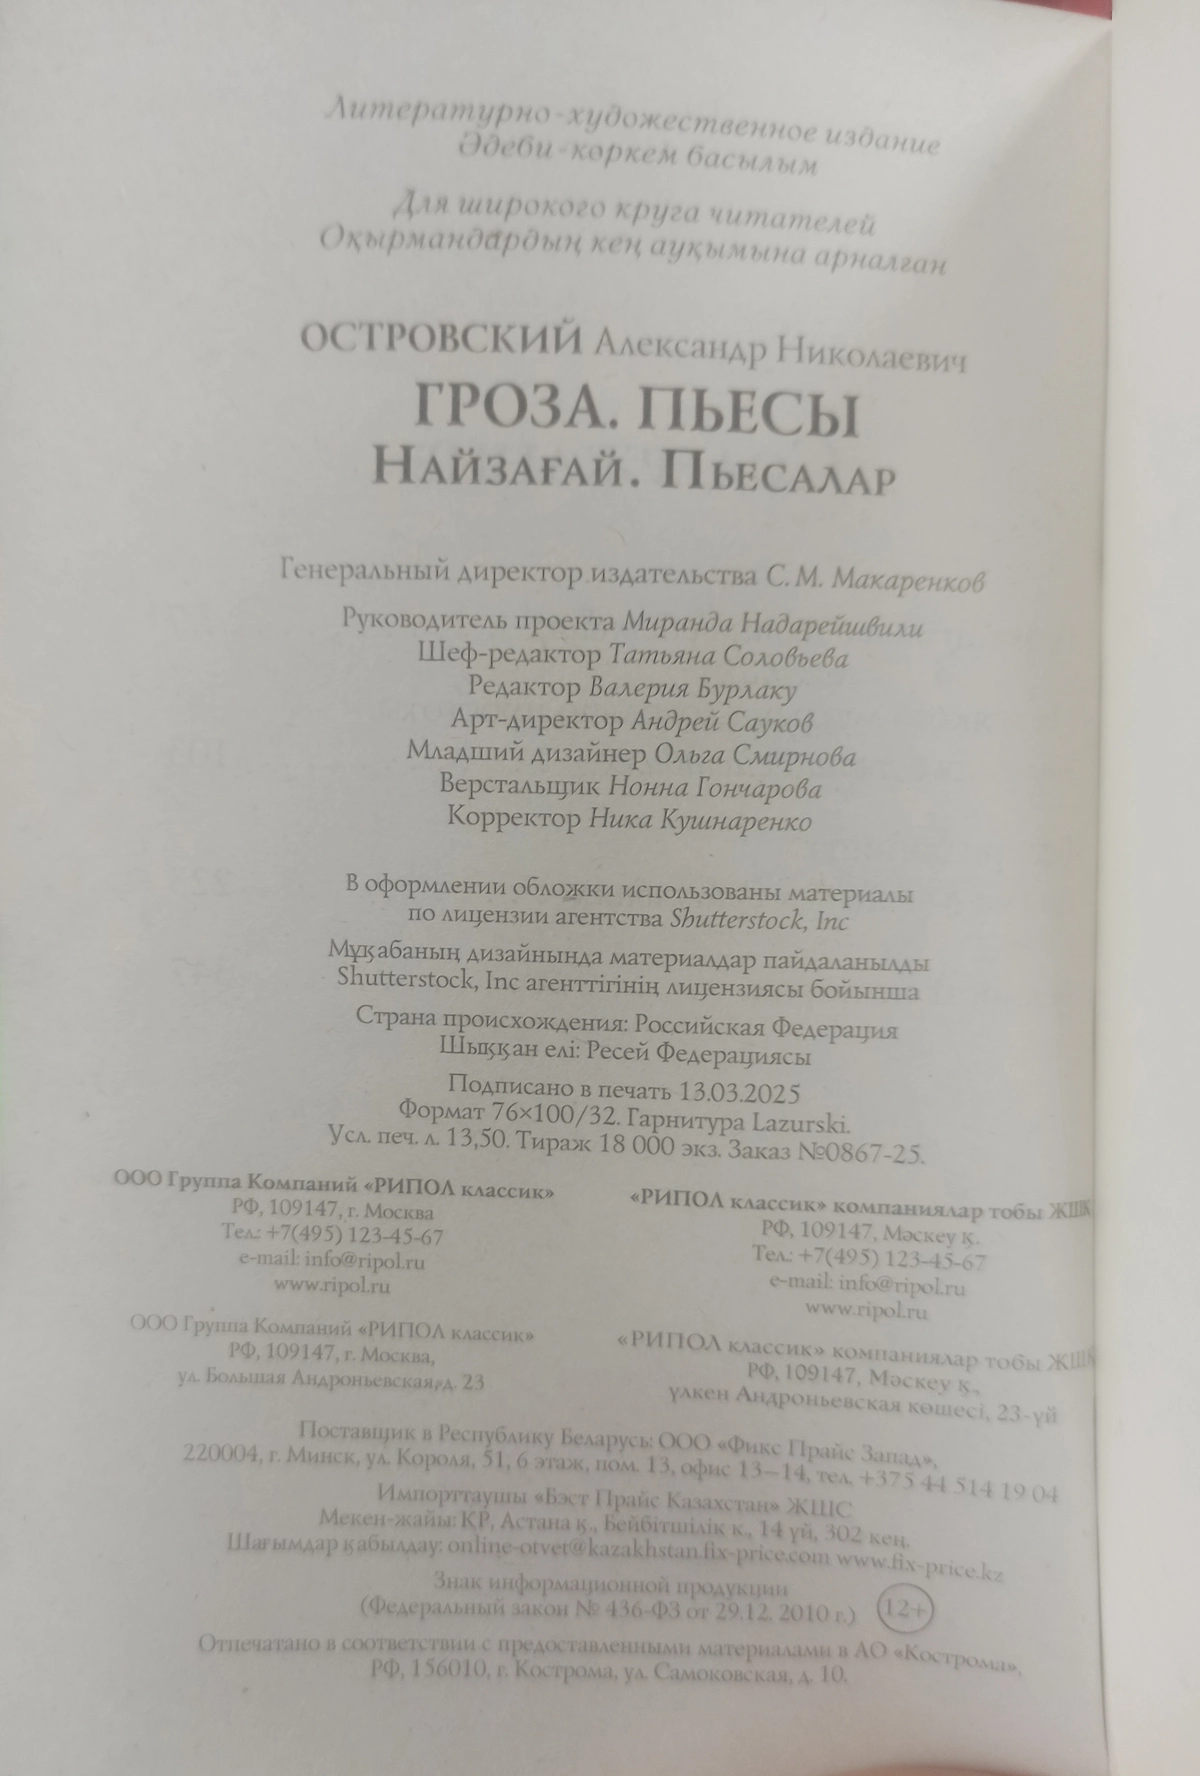 Литературно-художественное издание
Әдеби-көркем басылым
Для широкого круга читателей
Оқырмандардың кең ауқымына арналған
ОСТРОВСКИЙ Александр Николаевич
ГРОЗА. ПЬЕСЫ
Найзағай. Пьесалар
Генеральный директор издательства С. М. Макаренков
Руководитель проекта Миранда Надарейшвили
Шеф-редактор Татьяна Соловьева
Редактор Валерия Бурлаку
Арт-директор Андрей Сауков
Младший дизайнер Ольга Смирнова
Верстальщик Нонна Гончарова
Корректор Ника Кушнаренко
В оформлении обложки использованы материалы
по лицензии агентства Shutterstock, Inc
Мұқабаның дизайнында материалдар пайдаланылды
Shutterstock, Inc агенттігінің лицензиясы бойынша
Страна происхождения: Российская Федерация
Шыққан елі: Ресей Федерациясы
Подписано в печать 13.03.2025
Формат 76×100/32. Гарнитура Lazurski.
Усл. печ. л. 13,50. Тираж 18 000 экз. Заказ №0867-25.
ООО Группа Компаний «РИПОЛ классик»
РФ, 109147, г. Москва
Тел.: +7(495) 123-45-67
e-mail: info@ripol.ru
www.ripol.ru
«РИПОЛ классик» компаниялар тобы ЖШК
РФ, 109147, Мәскеу қ.
Тел.: +7(495) 123-45-67
e-mail: info@ripol.ru
www.ripol.ru
ООО Группа Компаний «РИПОЛ классик»
РФ, 109147, г. Москва,
ул. Большая Андроньевская, д. 23
«РИПОЛ классик» компаниялар тобы ЖШК
РФ, 109147, Мәскеу қ.,
үлкен Андроньевская көшесі, 23-үй
Поставщик в Республику Беларусь: ООО «Фикс Прайс Запад»,
220004, г. Минск, ул. Короля, 51, 6 этаж, пом. 13, офис 13–14, тел. +375 44 514 19 04
Импорттаушы «Бэст Прайс Казахстан» ЖШС
Мекен-жайы: ҚР, Астана қ., Бейбітшілік к., 14 үй, 302 кең.
Шағымдар қабылдау: online-otvet@kazakhstan.fix-price.com www.fix-price.kz
Знак информационной продукции
(Федеральный закон № 436-ФЗ от 29.12. 2010 г.) 12+
Отпечатано в соответствии с предоставленными материалами в АО «Кострома»,
РФ, 156010, г. Кострома, ул. Самоковская, д. 10.